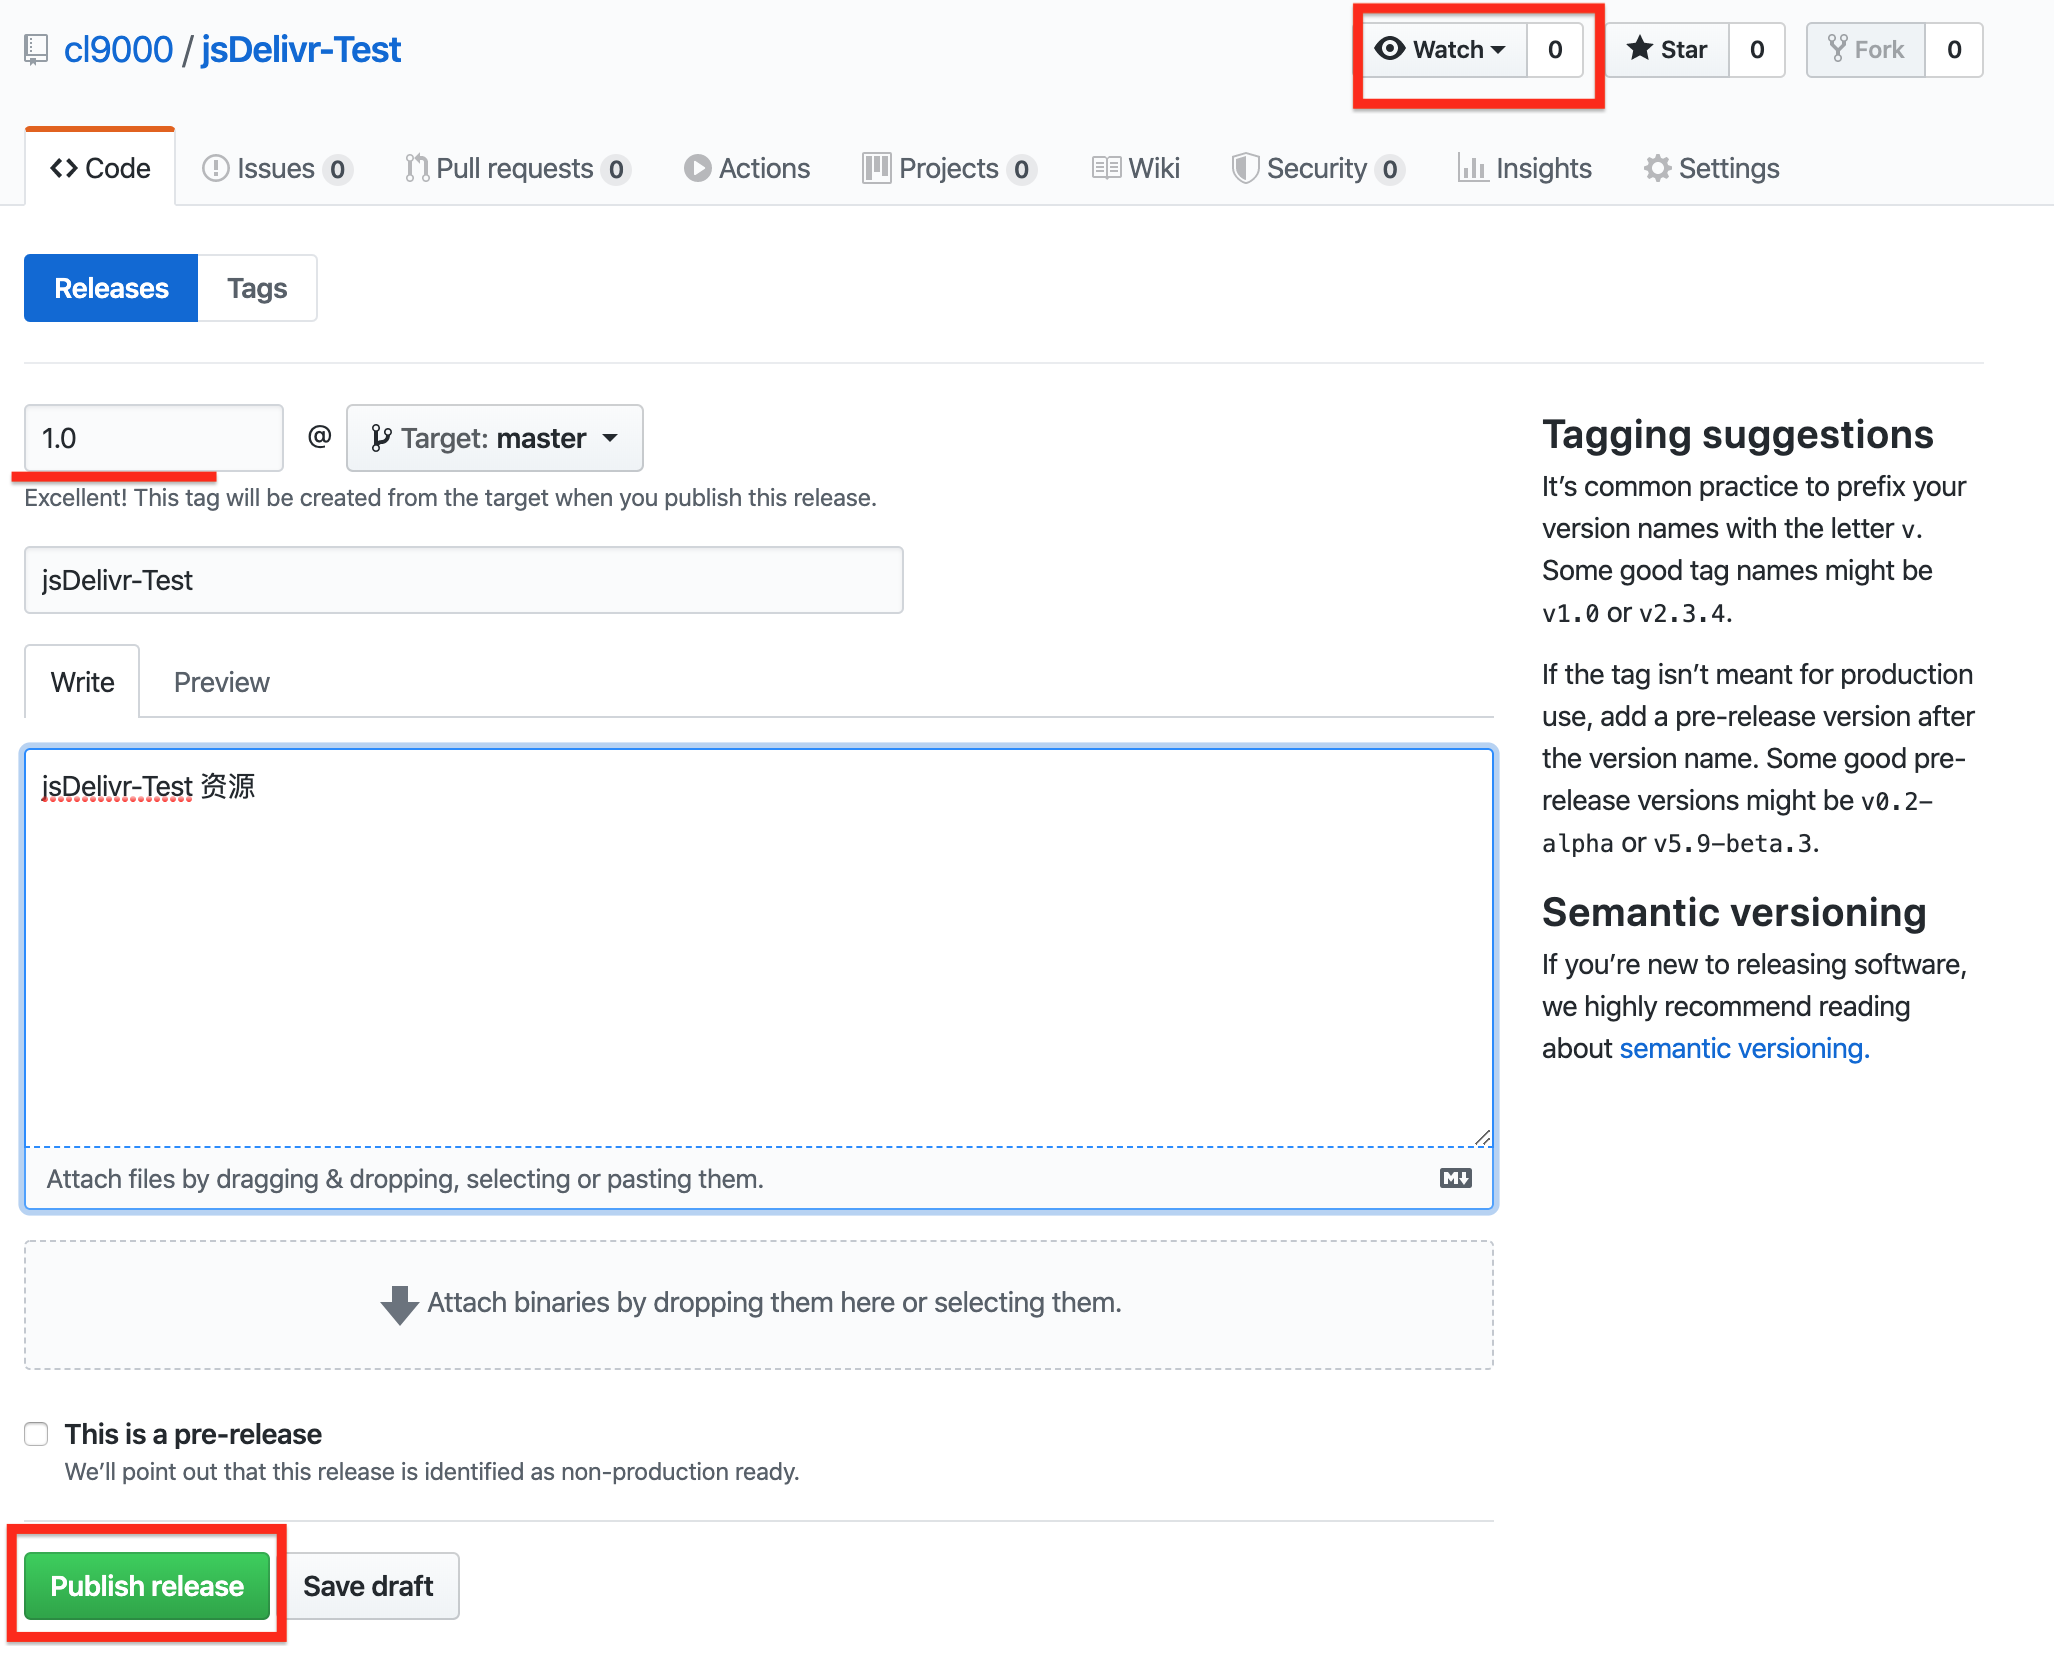 cl9000 / jsDelivr-Test
Watch 0 Star 0 Fork 0
Code Issues 0 Pull requests 0 Actions Projects 0 Wiki Security 0 Insights Settings
Releases Tags
1.0 @ Target: master
Excellent! This tag will be created from the target when you publish this release.
jsDelivr-Test
Write Preview
jsDelivr-Test 资源
Attach files by dragging & dropping, selecting or pasting them.
M
Attach binaries by dropping them here or selecting them.
This is a pre-release
We’ll point out that this release is identified as non-production ready.
Publish release Save draft
Tagging suggestions
It’s common practice to prefix your
version names with the letter v.
Some good tag names might be
v1.0 or v2.3.4.
If the tag isn’t meant for production
use, add a pre-release version after
the version name. Some good pre-
release versions might be v0.2-
alpha or v5.9-beta.3.
Semantic versioning
If you’re new to releasing software,
we highly recommend reading
about semantic versioning.